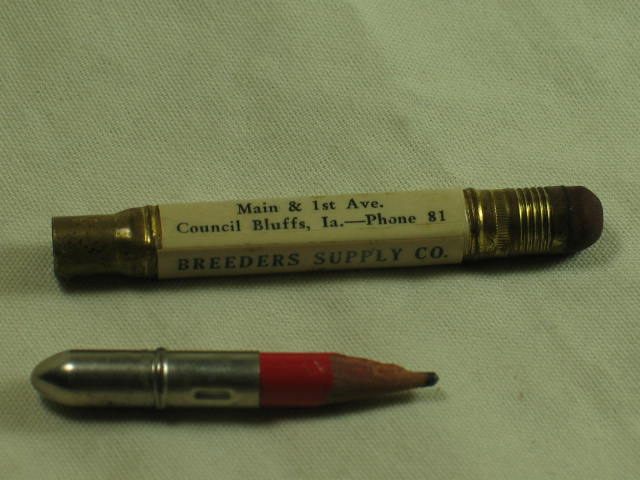 Main & 1st Ave.
Council Bluffs, Ia.—Phone 81
BREEDERS SUPPLY CO.